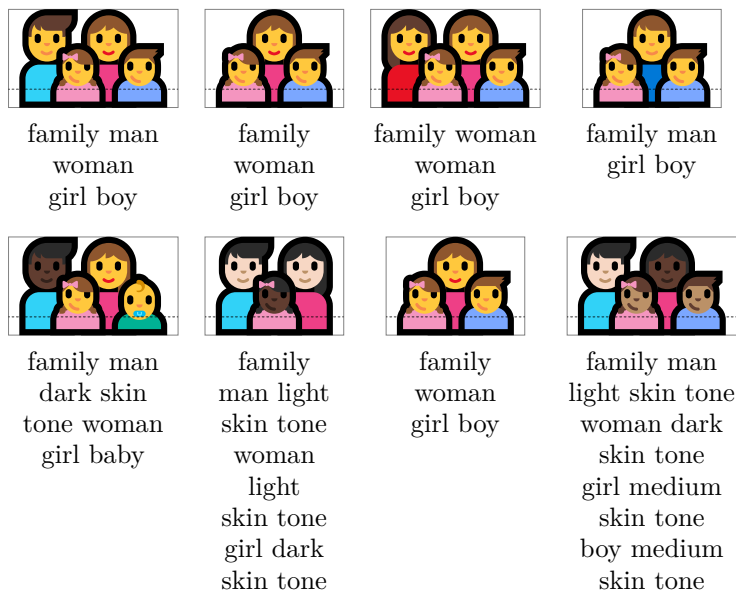 family man
woman
girl boy
family
woman
girl boy
family woman
woman
girl boy
family man
girl boy
family man
dark skin
tone woman
girl baby
family
man light
skin tone
woman
light
skin tone
girl dark
skin tone
family
woman
girl boy
family man
light skin tone
woman dark
skin tone
girl medium
skin tone
boy medium
skin tone